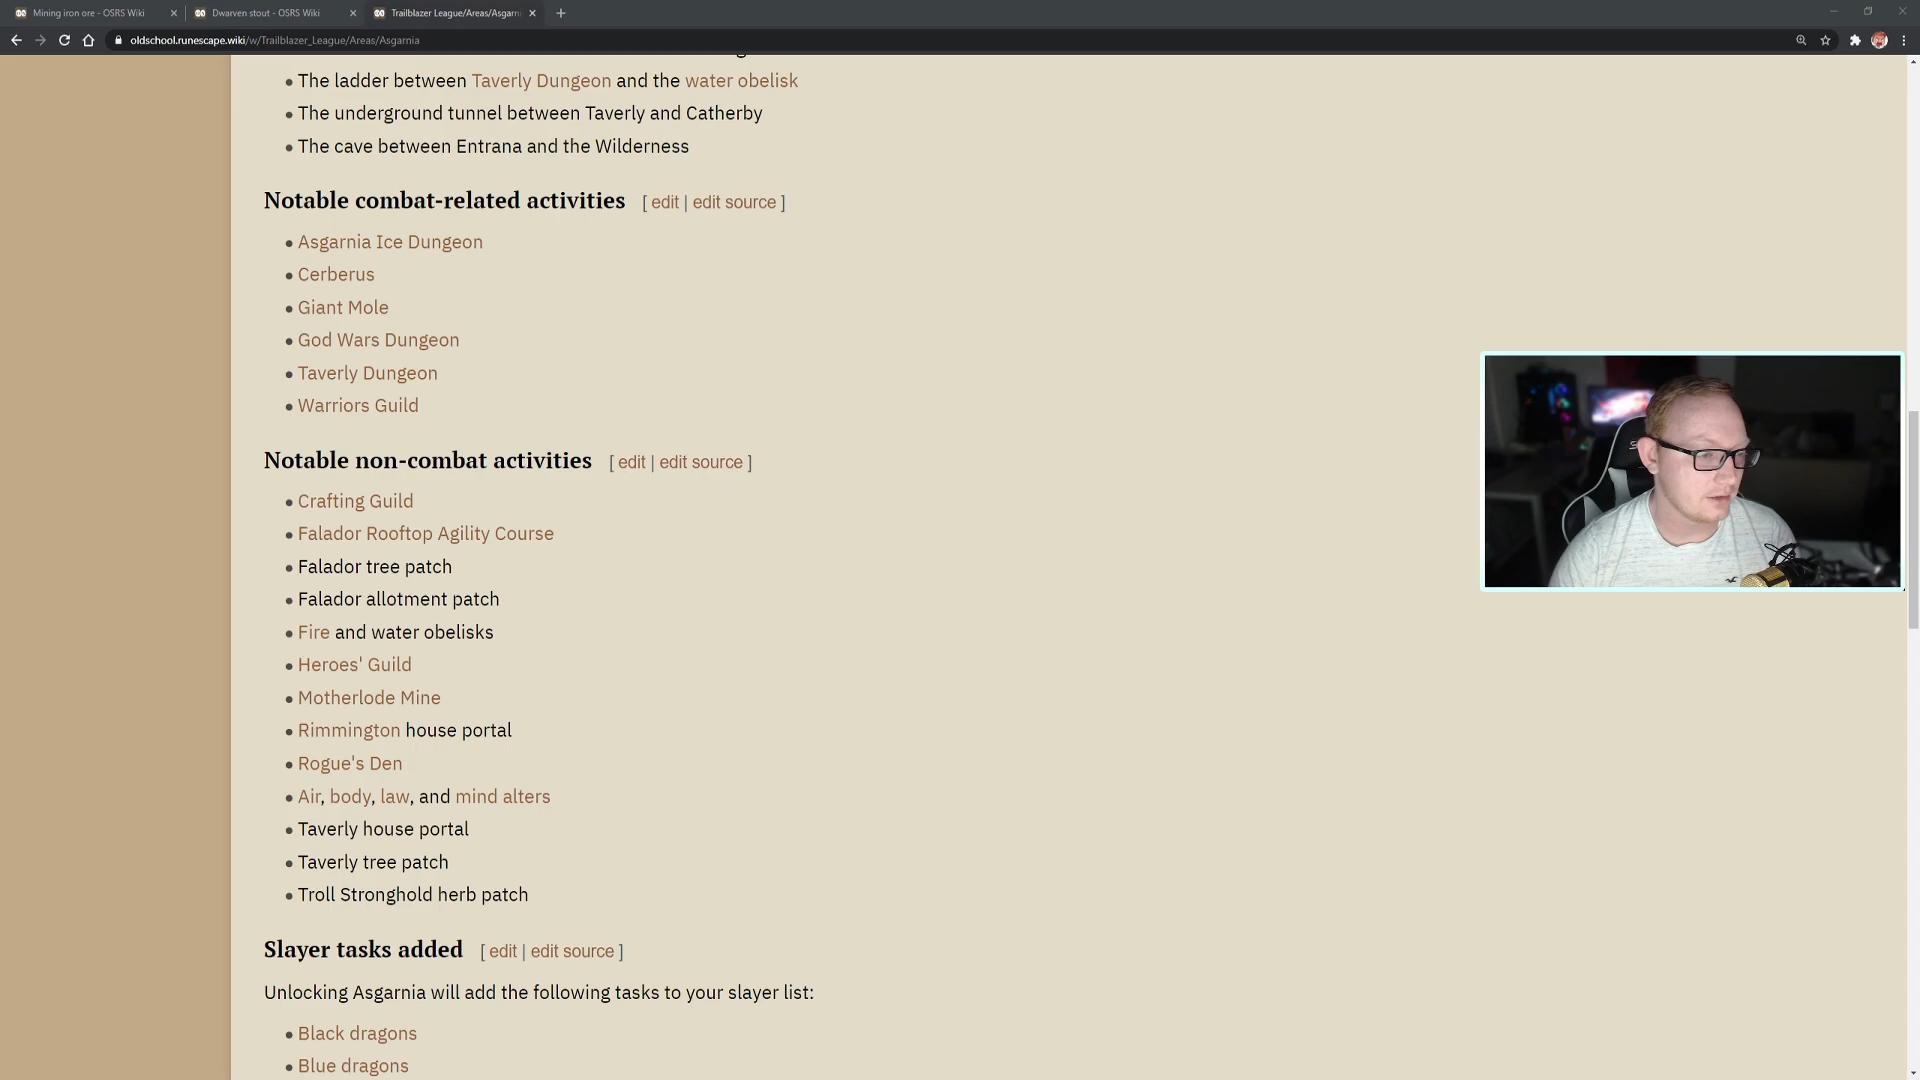 Mining iron ore - OSRS Wiki
Dwarven stout - OSRS Wiki
Trailblazer League/Areas/Asgarn
oldschool.runescape.wiki/w/Trailblazer_League/Areas/Asgarnia
• The ladder between Taverly Dungeon and the water obelisk
• The underground tunnel between Taverly and Catherby
• The cave between Entrana and the Wilderness
Notable combat-related activities [ edit | edit source ]
• Asgarnia Ice Dungeon
• Cerberus
• Giant Mole
• God Wars Dungeon
• Taverly Dungeon
• Warriors Guild
Notable non-combat activities [ edit | edit source ]
• Crafting Guild
• Falador Rooftop Agility Course
• Falador tree patch
• Falador allotment patch
• Fire and water obelisks
• Heroes' Guild
• Motherlode Mine
• Rimmington house portal
• Rogue's Den
• Air, body, law, and mind alters
• Taverly house portal
• Taverly tree patch
• Troll Stronghold herb patch
Slayer tasks added [ edit | edit source ]
Unlocking Asgarnia will add the following tasks to your slayer list:
• Black dragons
• Blue dragons